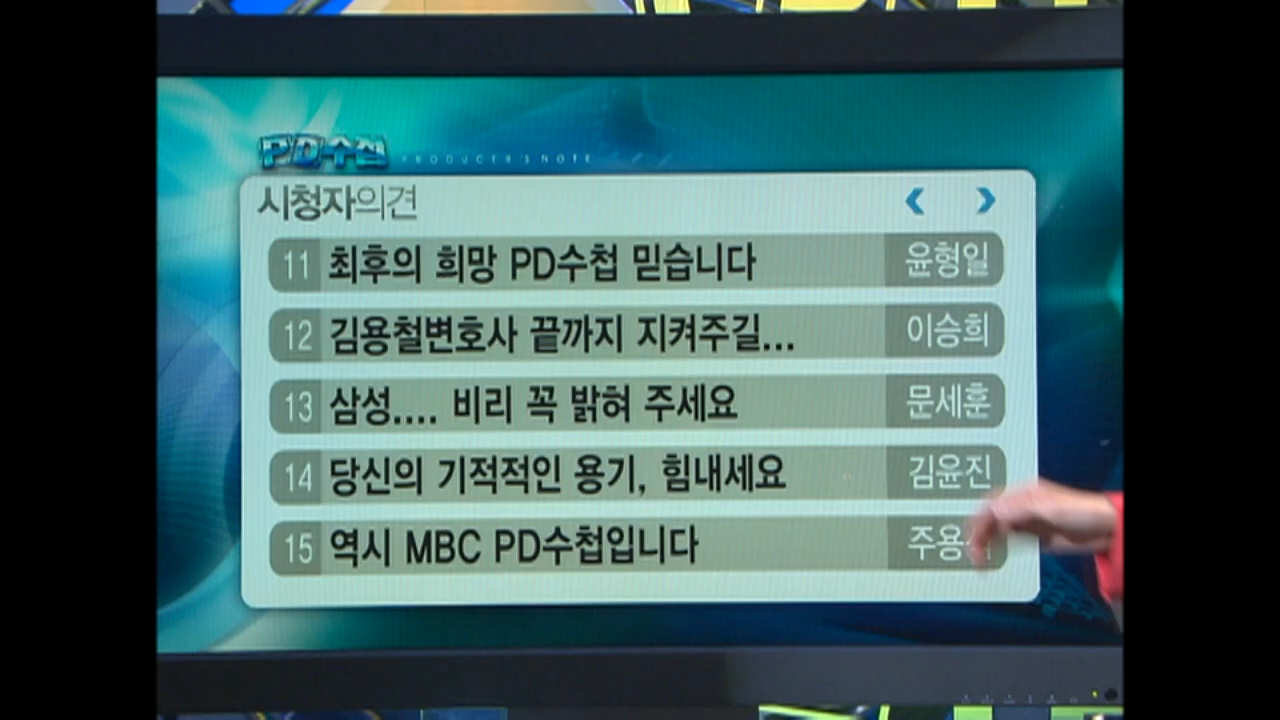 PD수첩 PRODUCER'S NOTE
시청자의견
11 최후의 희망 PD수첩 믿습니다 윤형일
12 김용철변호사 끝까지 지켜주길... 이승희
13 삼성.... 비리 꼭 밝혀 주세요 문세훈
14 당신의 기적적인 용기, 힘내세요 김윤진
15 역시 MBC PD수첩입니다